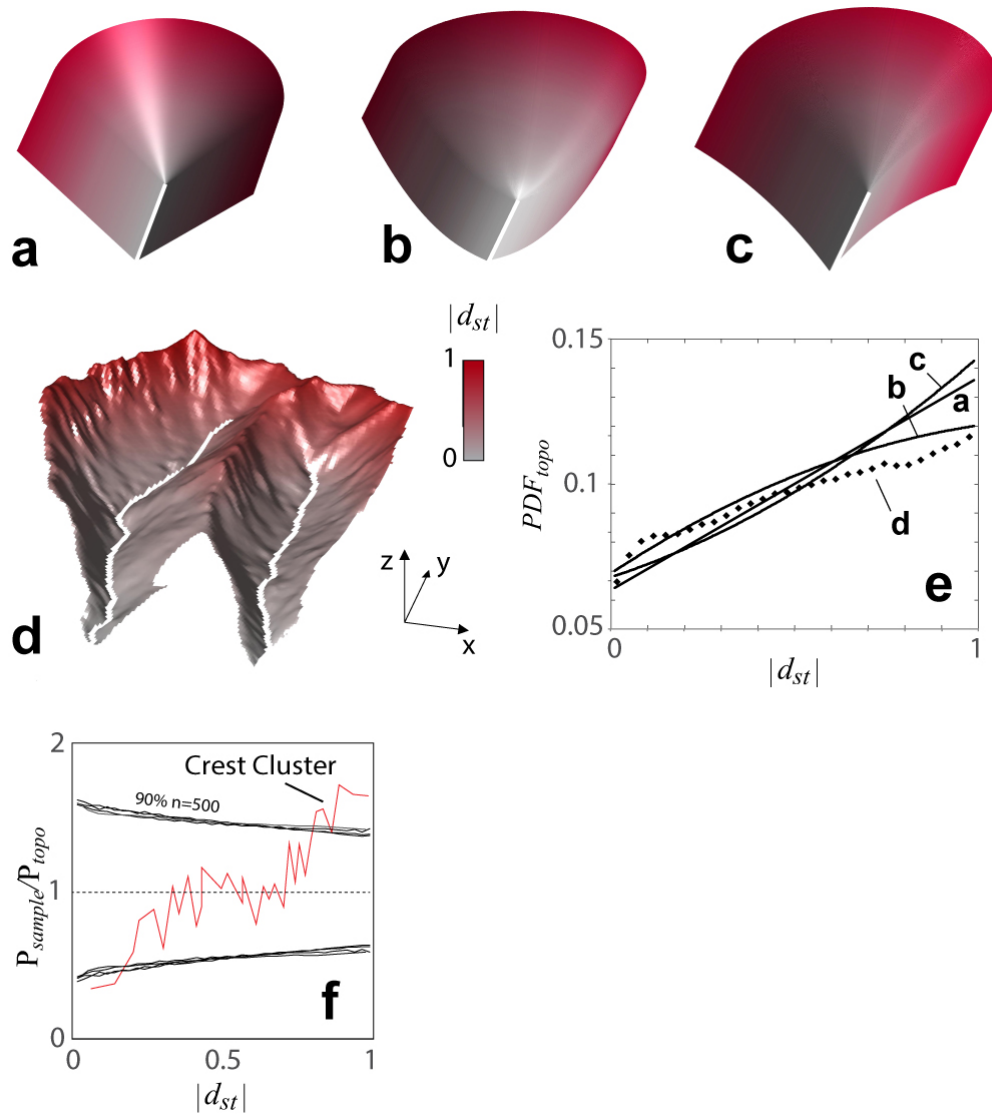 a
b
c
|d_st|
1
0
d
z
y
x
0.15
0.1
0.05
PDF_topo
c
b
a
d
e
0
1
|d_st|
2
1
0
P_sample/P_topo
Crest Cluster
90% n=500
f
0
0.5
1
|d_st|